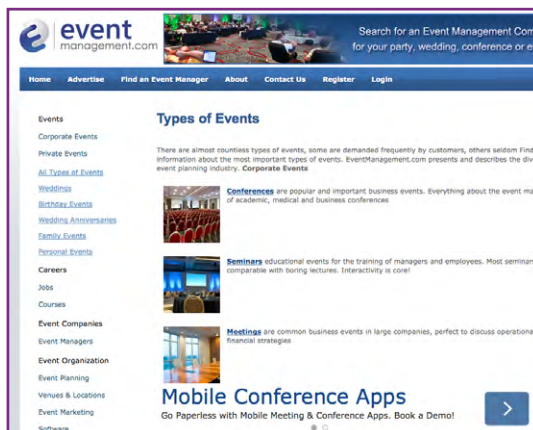 event
management.com
Search for an Event Management Com
for your party, wedding, conference or e
Home Advertise Find an Event Manager About Contact Us Register Login
Events
Corporate Events
Private Events
All Types of Events
Weddings
Birthday Events
Wedding Anniversaries
Family Events
Personal Events
Careers
Jobs
Courses
Event Companies
Event Managers
Event Organization
Event Planning
Venues & Locations
Event Marketing
Software
Types of Events
There are almost countless types of events, some are demanded frequently by customers, others seldom Find
information about the most important types of events. EventManagement.com presents and describes the div
event planning industry. Corporate Events
Conferences are popular and important business events. Everything about the event ma
of academic, medical and business conferences
Seminars educational events for the training of managers and employees. Most seminar
comparable with boring lectures. Interactivity is core!
Meetings are common business events in large companies, perfect to discuss operationa
financial strategies
Mobile Conference Apps
Go Paperless with Mobile Meeting & Conference Apps. Book a Demo!